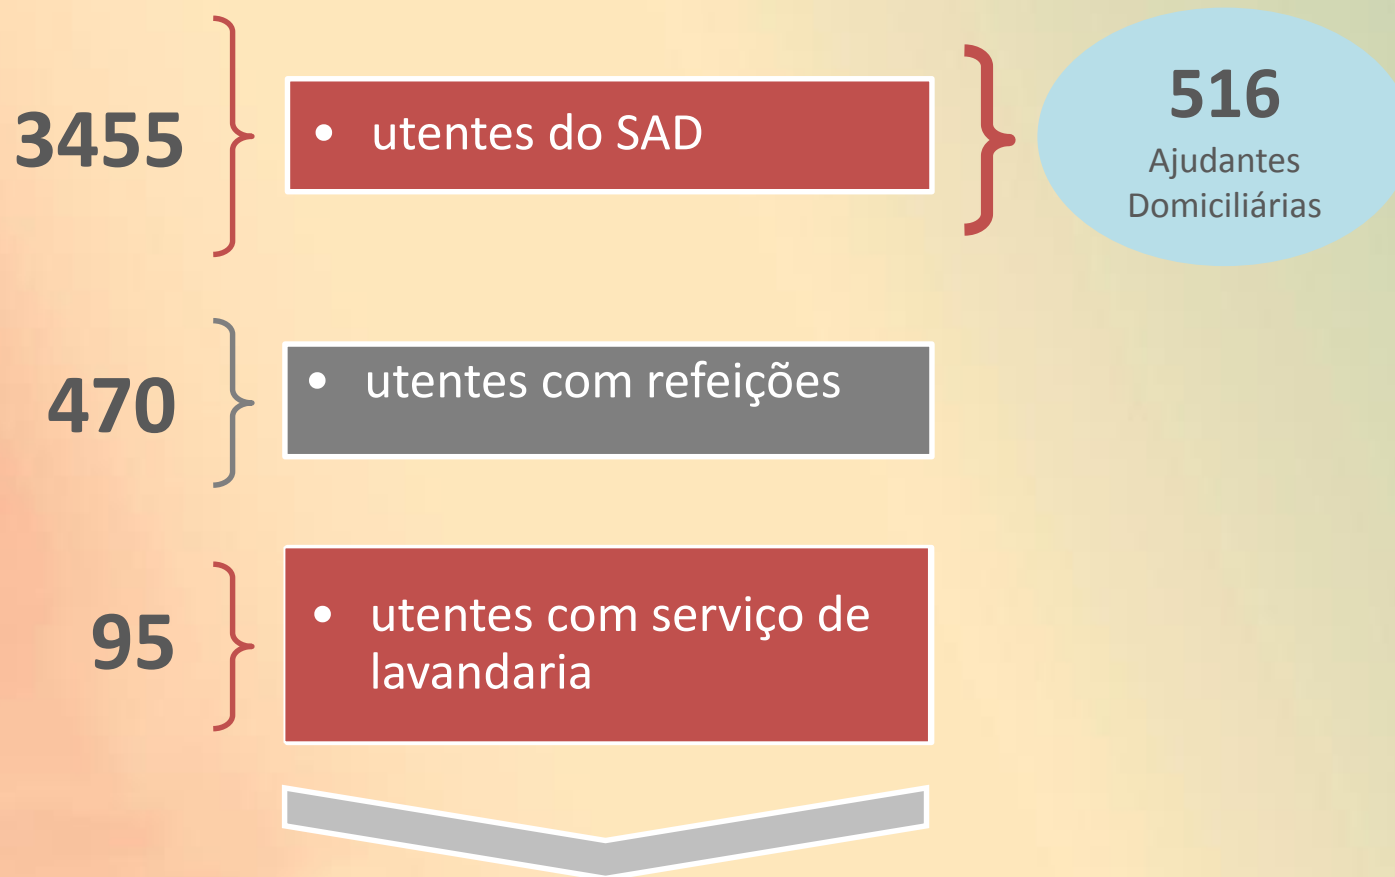 3455
• utentes do SAD
516
Ajudantes
Domiciliárias
470
• utentes com refeições
95
• utentes com serviço de
lavandaria